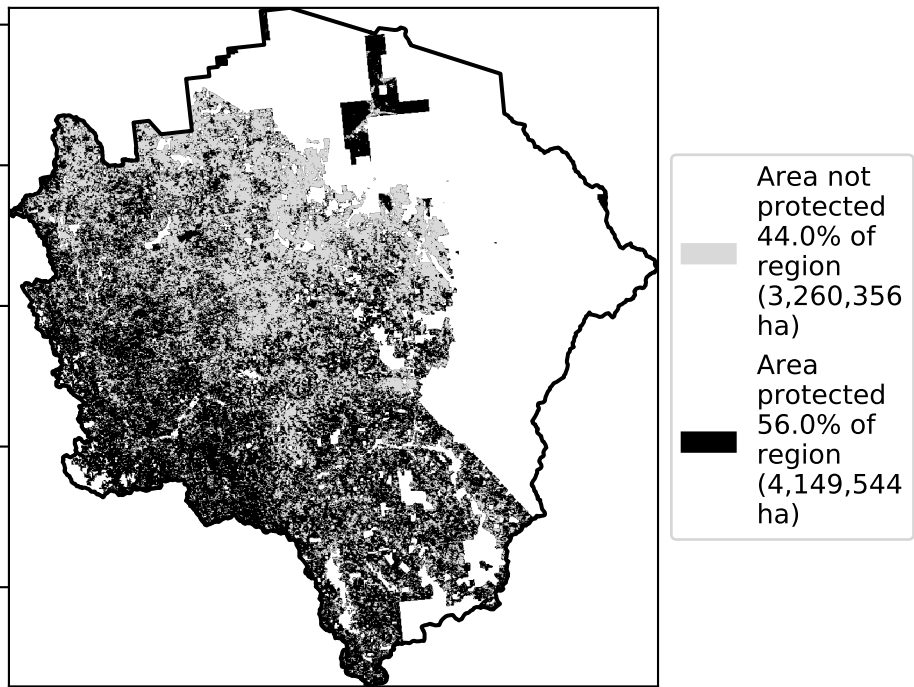 Area not
protected
44.0% of
region
(3,260,356
ha)
Area
protected
56.0% of
region
(4,149,544
ha)